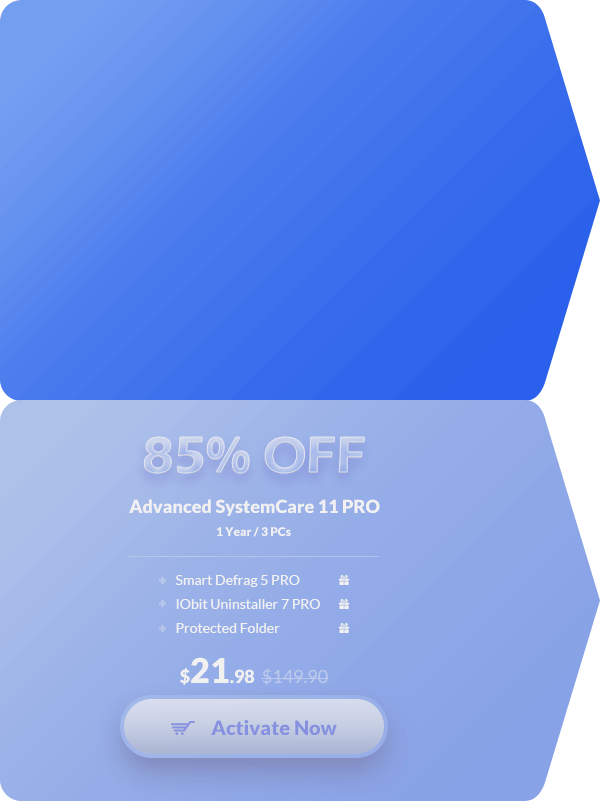 85% OFF
Advanced SystemCare 11 PRO
1 Year / 3 PCs
Smart Defrag 5 PRO
IObit Uninstaller 7 PRO
Protected Folder
$21.98 $149.90
Activate Now